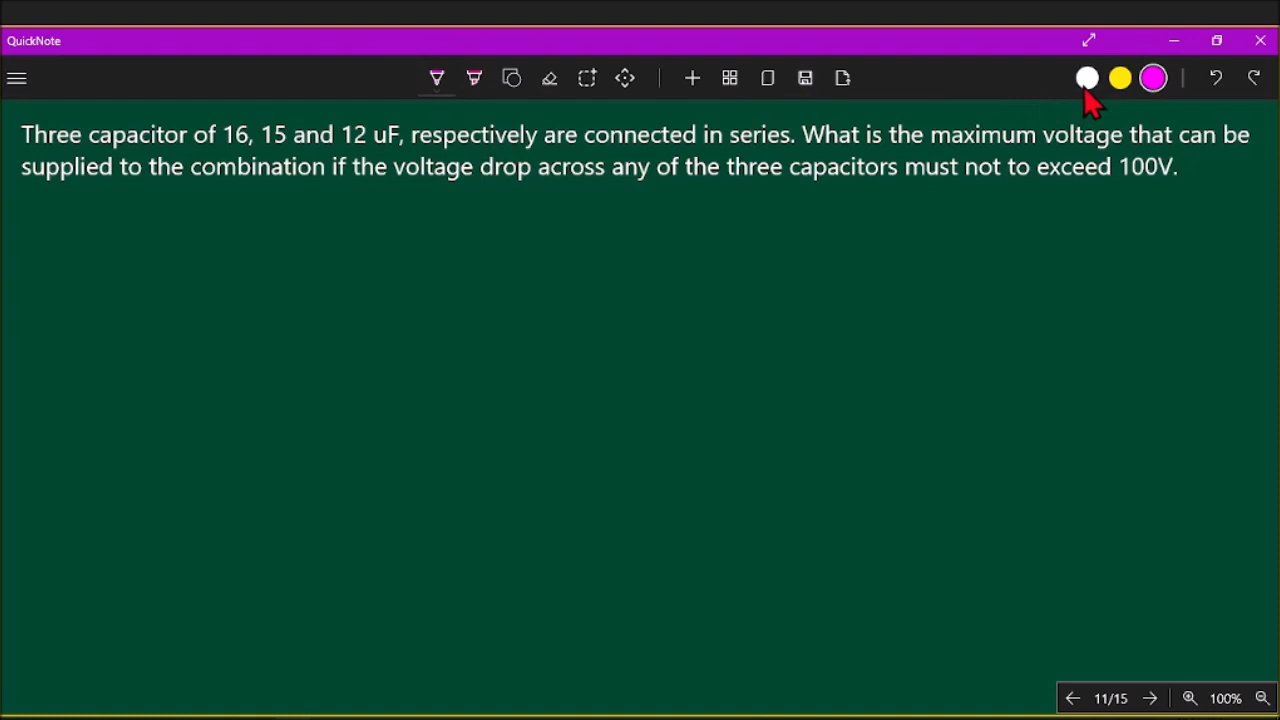 QuickNote
Three capacitor of 16, 15 and 12 uF, respectively are connected in series. What is the maximum voltage that can be
supplied to the combination if the voltage drop across any of the three capacitors must not to exceed 100V.
11/15
100%